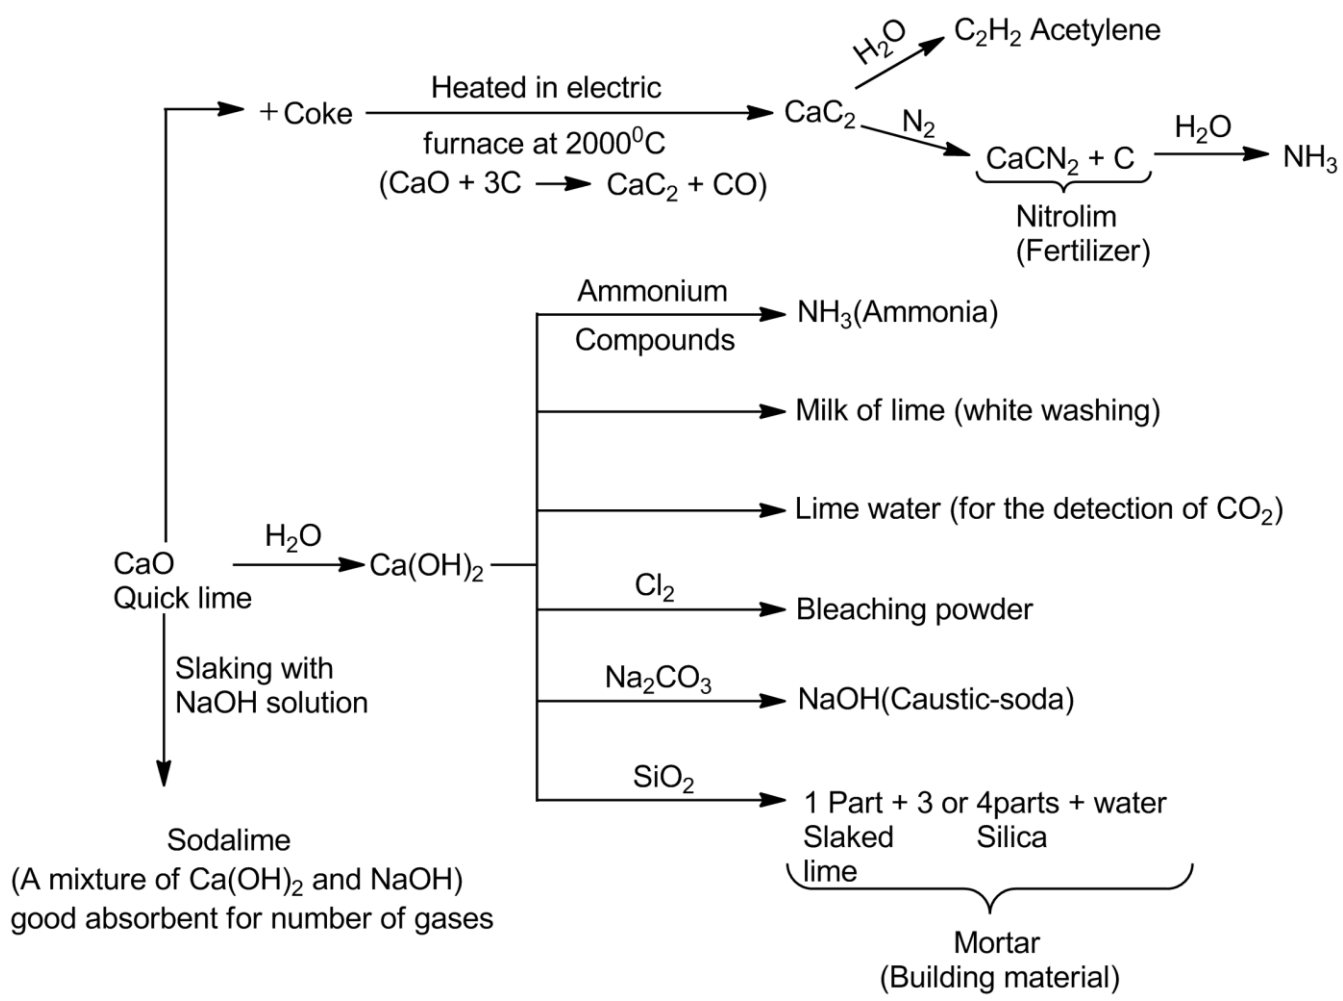 H₂O
C₂H₂ Acetylene
+ Coke
Heated in electric
furnace at 2000⁰C
(CaO + 3C → CaC₂ + CO)
CaC₂
N₂
CaCN₂ + C
H₂O
NH₃
Nitrolim
(Fertilizer)
Ammonium
Compounds
NH₃(Ammonia)
Milk of lime (white washing)
Lime water (for the detection of CO₂)
CaO
Quick lime
H₂O
Ca(OH)₂
Cl₂
Bleaching powder
Na₂CO₃
NaOH(Caustic-soda)
SiO₂
1 Part + 3 or 4parts + water
Slaked Silica
lime
Mortar
(Building material)
Slaking with
NaOH solution
Sodalime
(A mixture of Ca(OH)₂ and NaOH)
good absorbent for number of gases